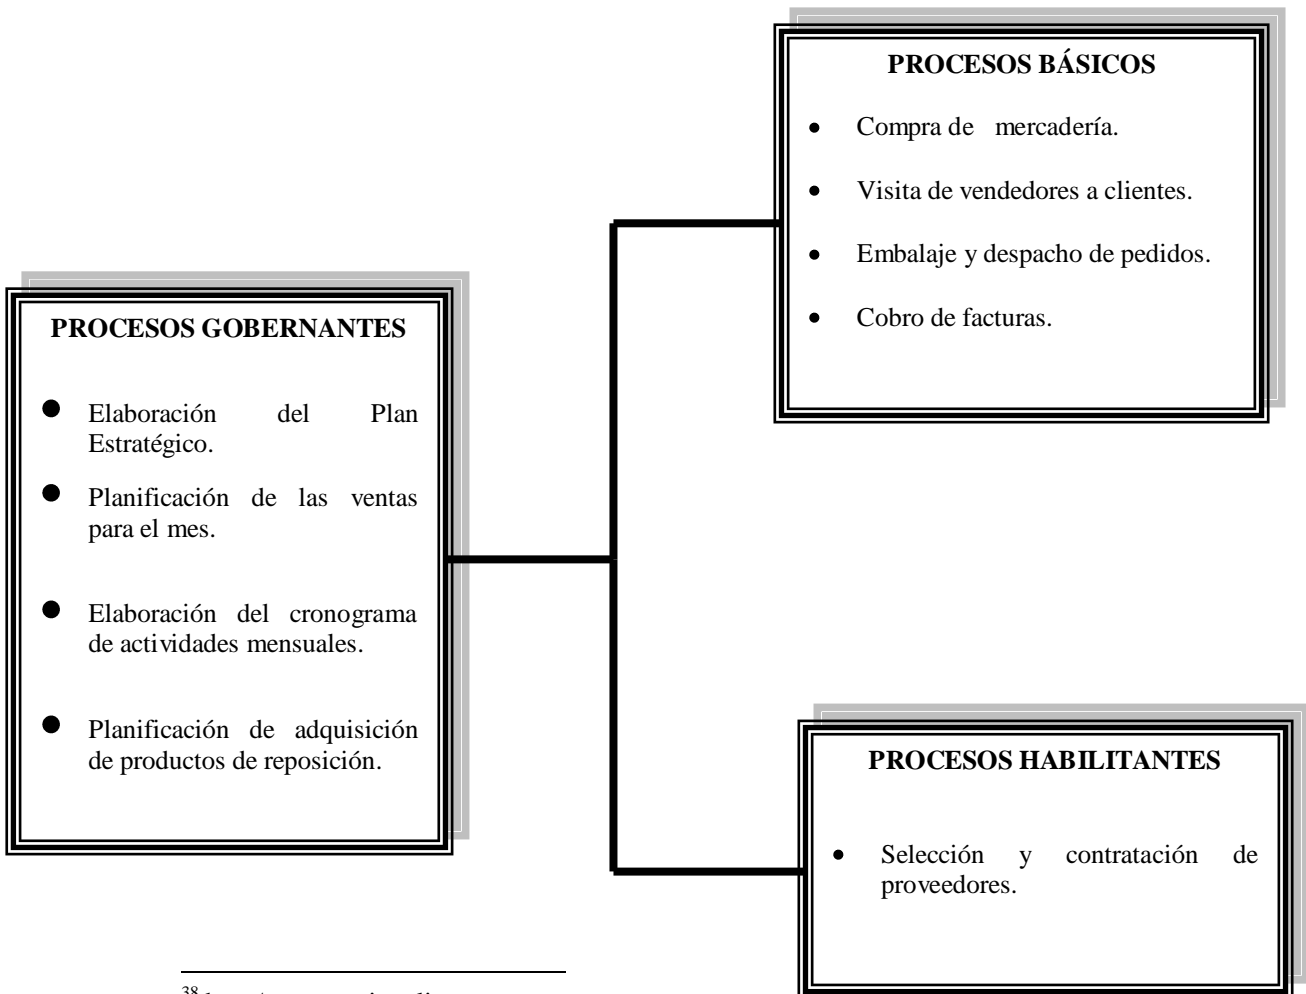 PROCESOS BÁSICOS
• Compra de mercadería.
• Visita de vendedores a clientes.
• Embalaje y despacho de pedidos.
• Cobro de facturas.
PROCESOS GOBERNANTES
• Elaboración del Plan
Estratégico.
• Planificación de las ventas
para el mes.
• Elaboración del cronograma
de actividades mensuales.
• Planificación de adquisición
de productos de reposición.
PROCESOS HABILITANTES
• Selección y contratación de
proveedores.
38